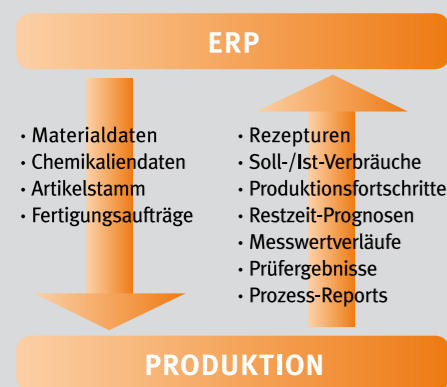 ERP
· Materialdaten
· Chemikaliendaten
· Artikelstamm
· Fertigungsaufträge
· Rezepturen
· Soll-/Ist-Verbräuche
· Produktionsfortschritte
· Restzeit-Prognosen
· Messwertverläufe
· Prüfergebnisse
· Prozess-Reports
PRODUKTION